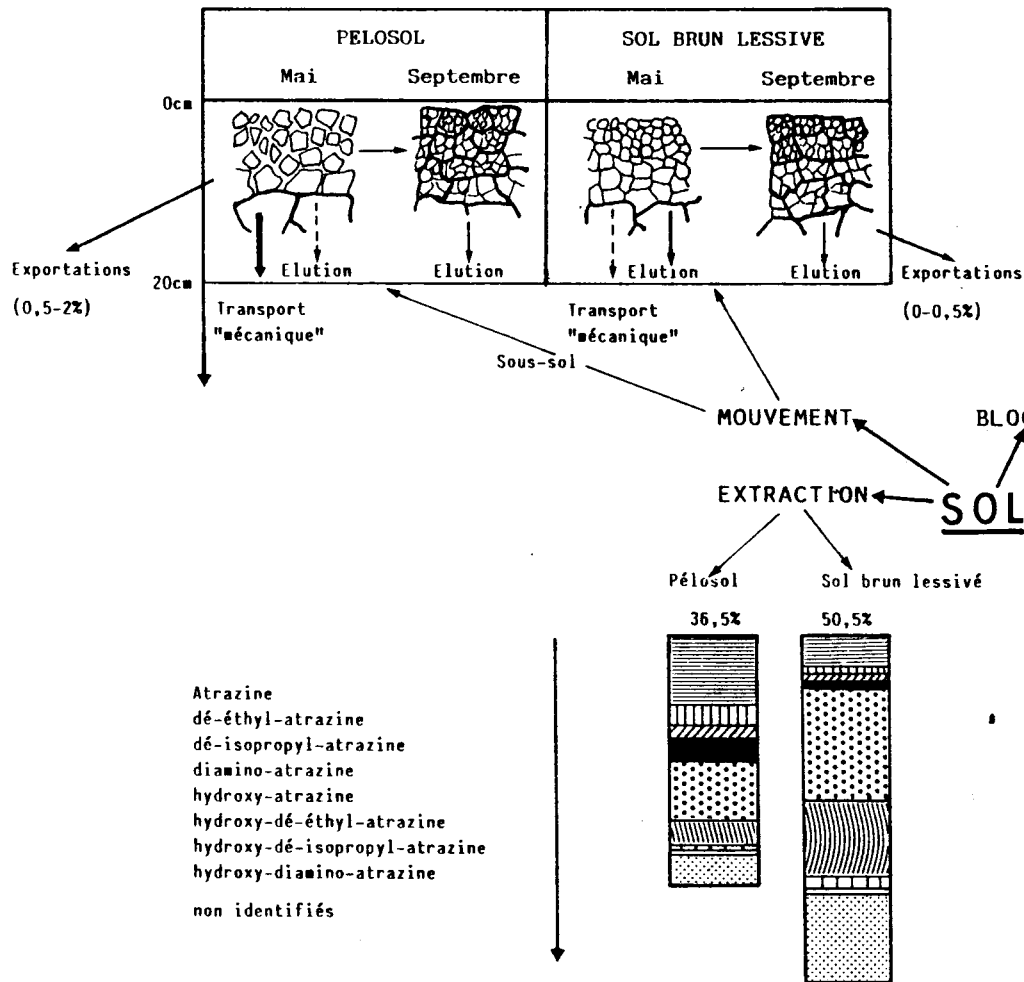 PELOSOL
SOL BRUN LESSIVE
Mai
Septembre
Mai
Septembre
0cm
Elution
Elution
Elution
Elution
20cm
Exportations
(0,5-2%)
Exportations
(0-0,5%)
Transport
"mécanique"
Transport
"mécanique"
Sous-sol
MOUVEMENT
BLOC
EXTRACTION
SOL
Pélosol
Sol brun lessivé
36,5%
50,5%
Atrazine
dé-éthyl-atrazine
dé-isopropyl-atrazine
diamino-atrazine
hydroxy-atrazine
hydroxy-dé-éthyl-atrazine
hydroxy-dé-isopropyl-atrazine
hydroxy-diamino-atrazine
non identifiés